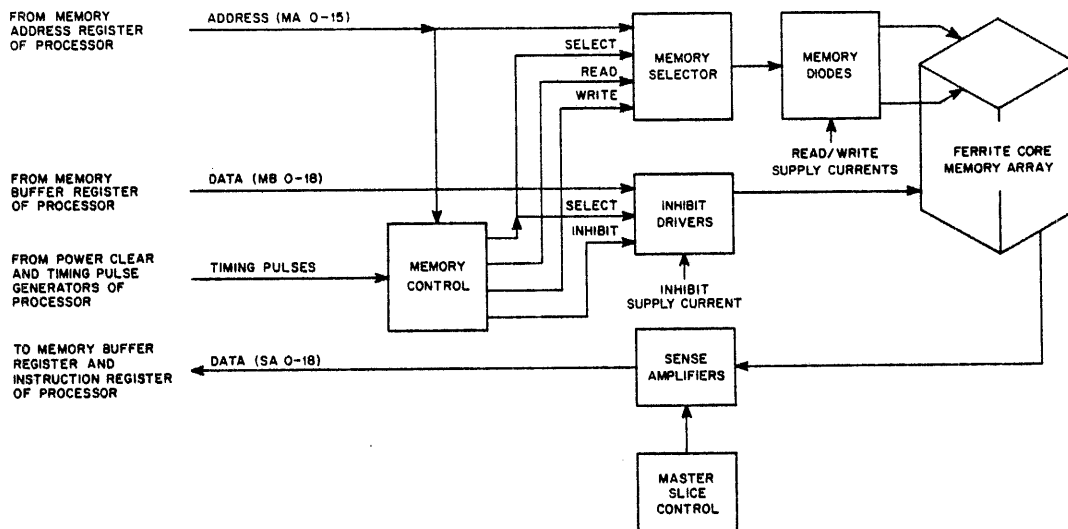 FROM MEMORY
ADDRESS REGISTER
OF PROCESSOR
ADDRESS (MA 0-15)
SELECT
READ
WRITE
MEMORY
SELECTOR
MEMORY
DIODES
READ/WRITE
SUPPLY CURRENTS
FERRITE CORE
MEMORY ARRAY
FROM MEMORY
BUFFER REGISTER
OF PROCESSOR
DATA (MB 0-18)
SELECT
INHIBIT
INHIBIT
DRIVERS
INHIBIT
SUPPLY CURRENT
FROM POWER CLEAR
AND TIMING PULSE
GENERATORS OF
PROCESSOR
TIMING PULSES
MEMORY
CONTROL
TO MEMORY BUFFER
REGISTER AND
INSTRUCTION REGISTER
OF PROCESSOR
DATA (SA 0-18)
SENSE
AMPLIFIERS
MASTER
SLICE
CONTROL